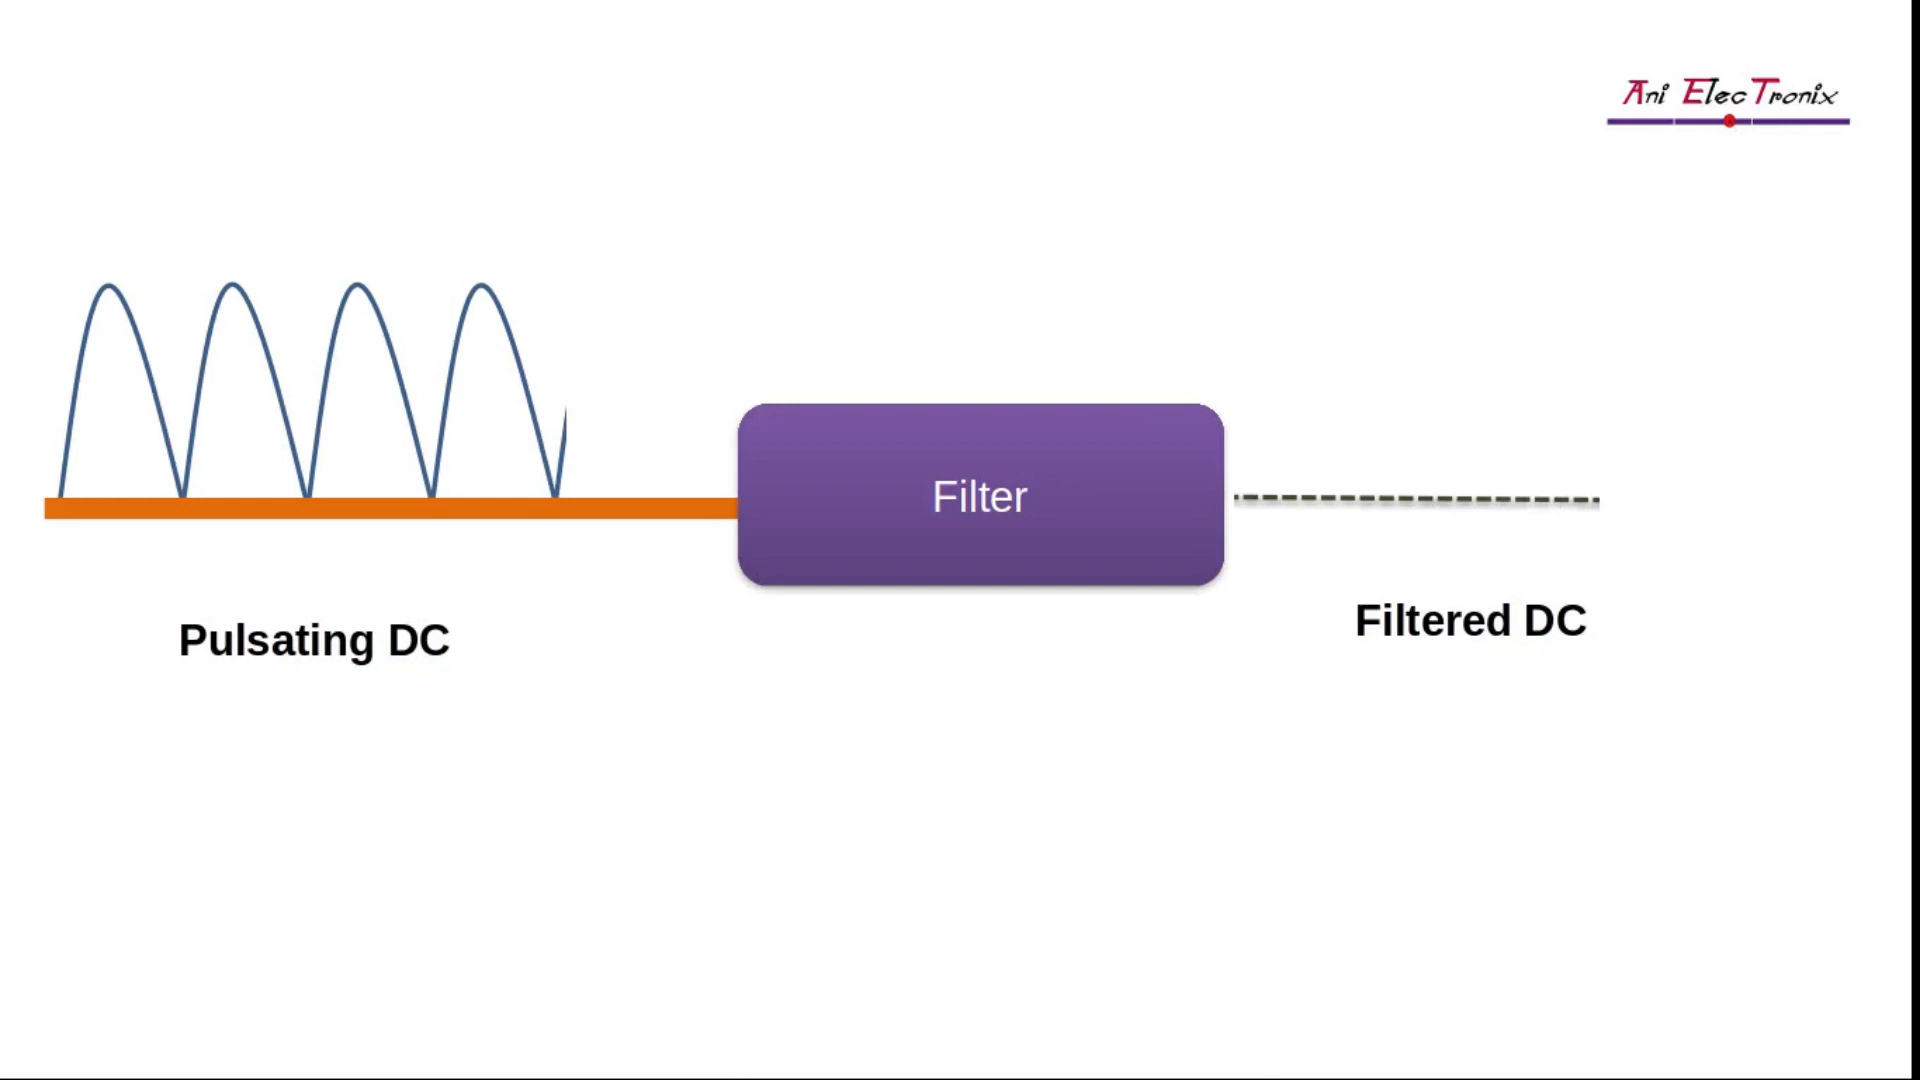 Ani ElecTronix
Filter
Filtered DC
Pulsating DC